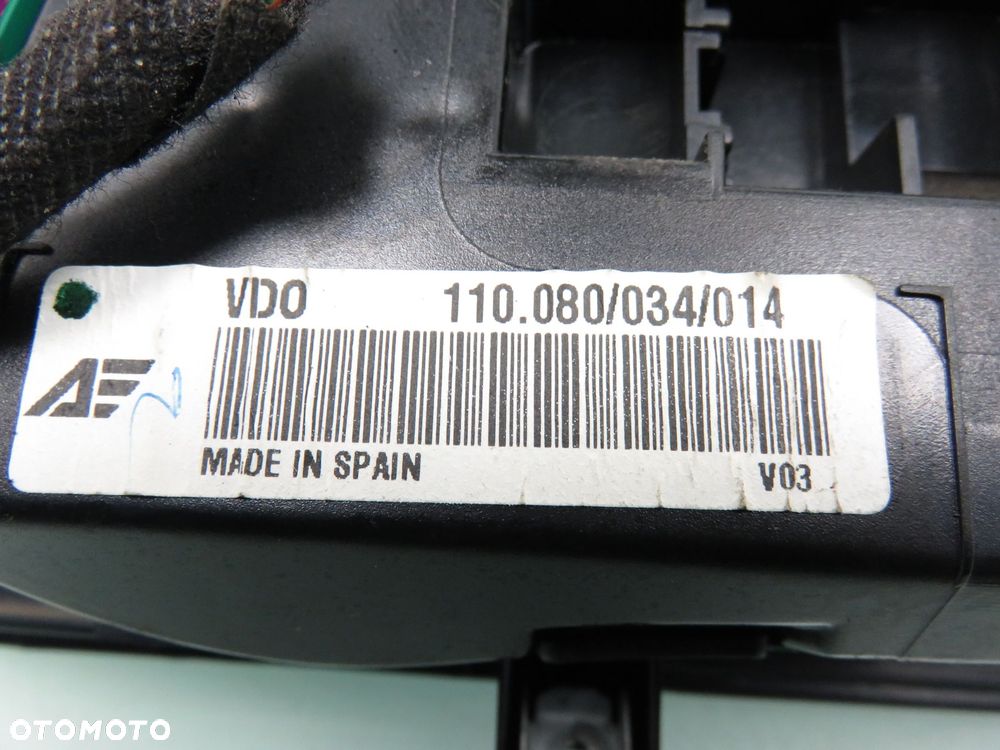 VDO 110.080/034/014
AE
MADE IN SPAIN V03
OTOMOTO